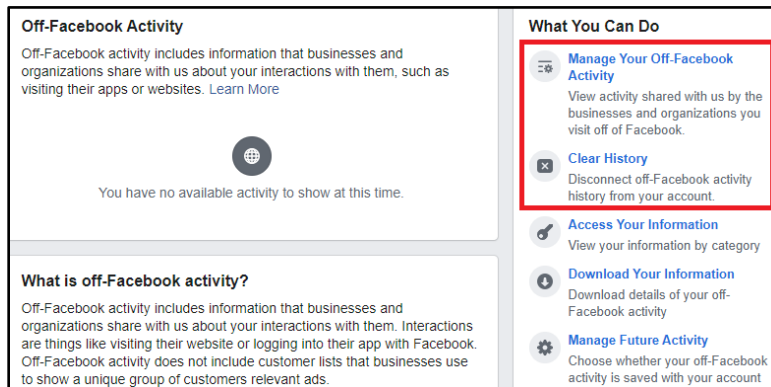 Off-Facebook Activity
Off-Facebook activity includes information that businesses and
organizations share with us about your interactions with them, such as
visiting their apps or websites. Learn More
You have no available activity to show at this time.
What is off-Facebook activity?
Off-Facebook activity includes information that businesses and
organizations share with us about your interactions with them. Interactions
are things like visiting their website or logging into their app with Facebook.
Off-Facebook activity does not include customer lists that businesses use
to show a unique group of customers relevant ads.
What You Can Do
Manage Your Off-Facebook
Activity
View activity shared with us by the
businesses and organizations you
visit off of Facebook.
Clear History
Disconnect off-Facebook activity
history from your account.
Access Your Information
View your information by category
Download Your Information
Download details of your off-
Facebook activity
Manage Future Activity
Choose whether your off-Facebook
activity is saved with your account